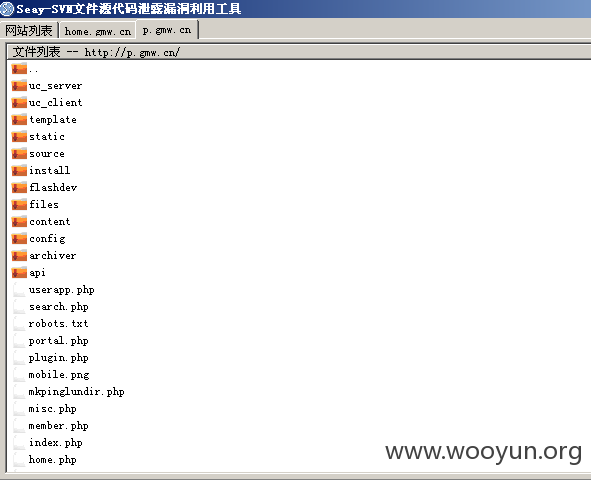 Seay-SVN文件源代码泄露漏洞利用工具
网站列表 home.gmw.cn p.gmw.cn
文件列表 -- http://p.gmw.cn/
..
uc_server
uc_client
template
static
source
install
flashdev
files
content
config
archiver
api
userapp.php
search.php
robots.txt
portal.php
plugin.php
mobile.png
mkpinglundir.php
misc.php
member.php
index.php
home.php
www.wooyun.org